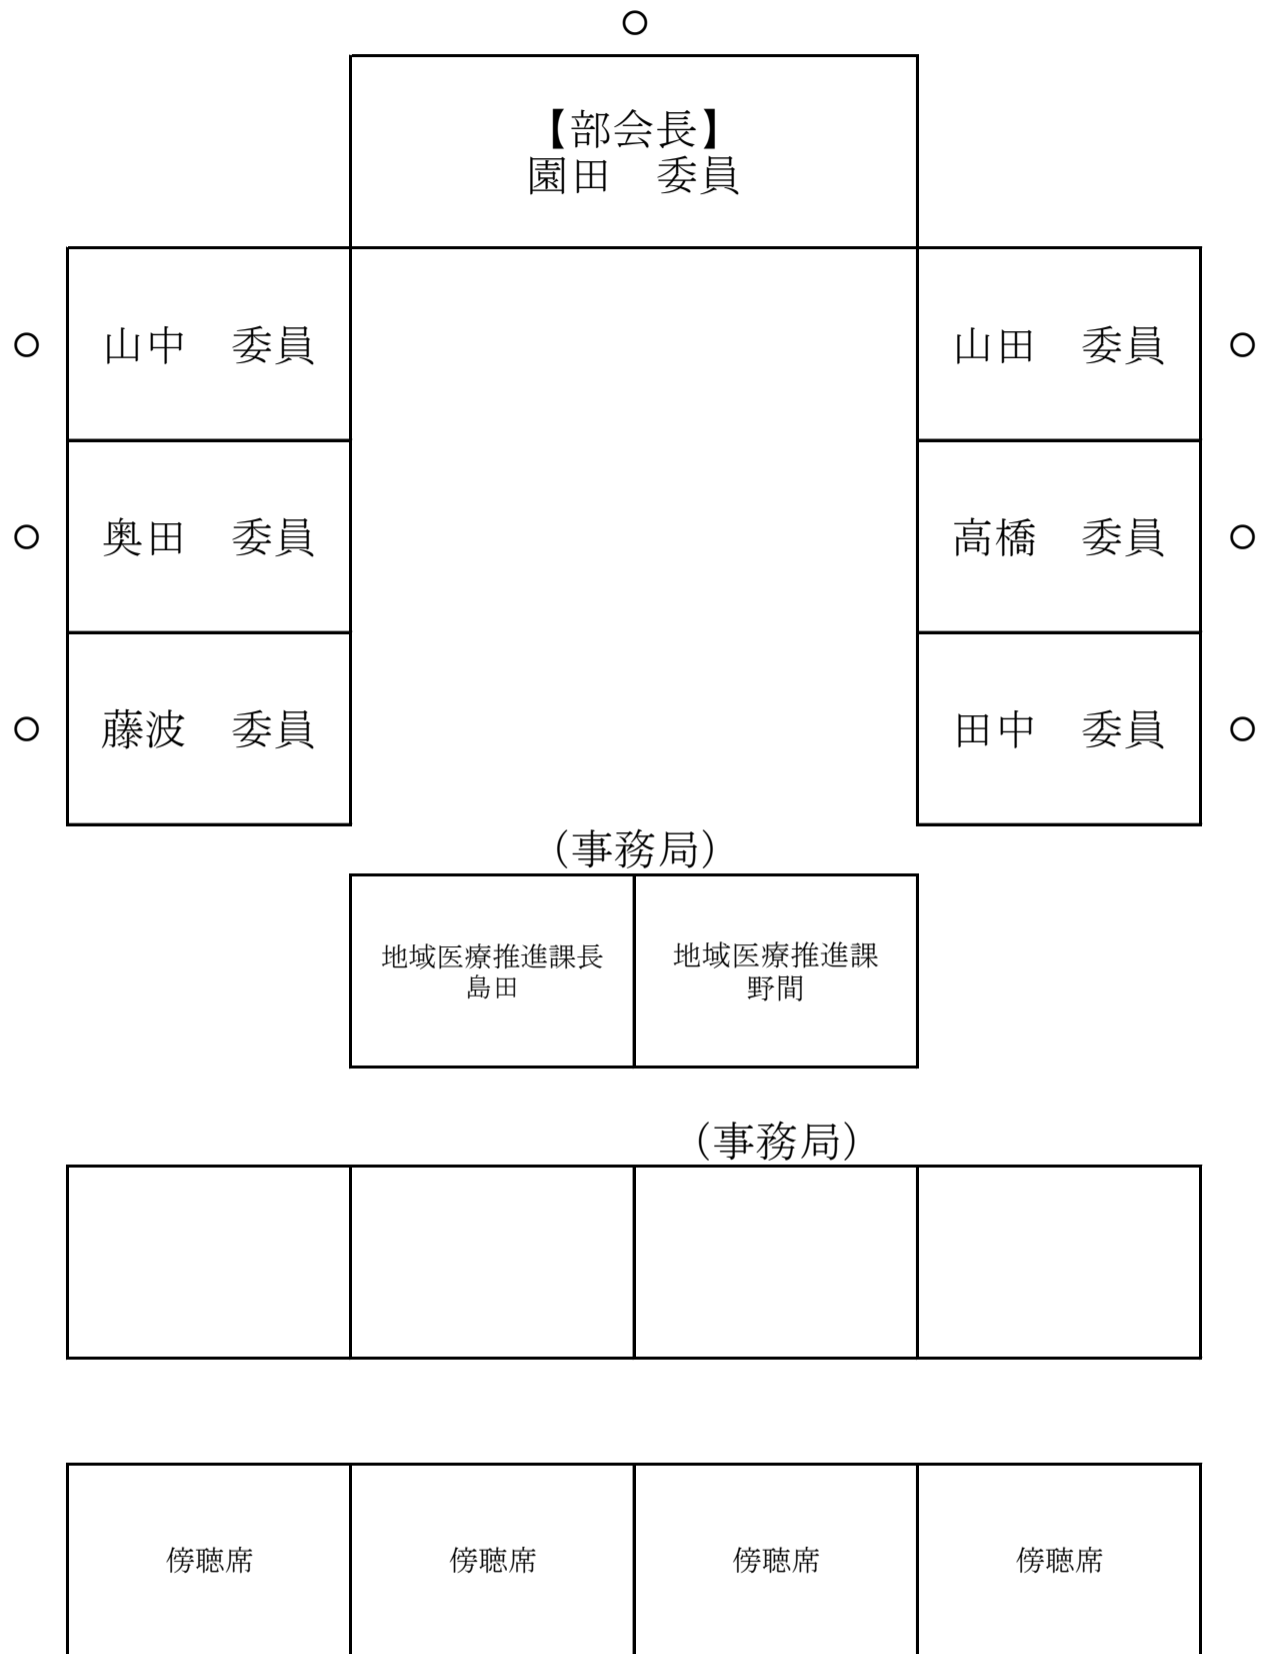 ○
【部会長】
園田　委員
○ 山中　委員
山田　委員 ○
○ 奥田　委員
高橋　委員 ○
○ 藤波　委員
田中　委員 ○
（事務局）
地域医療推進課長
島田
地域医療推進課
野間
（事務局）
傍聴席
傍聴席
傍聴席
傍聴席